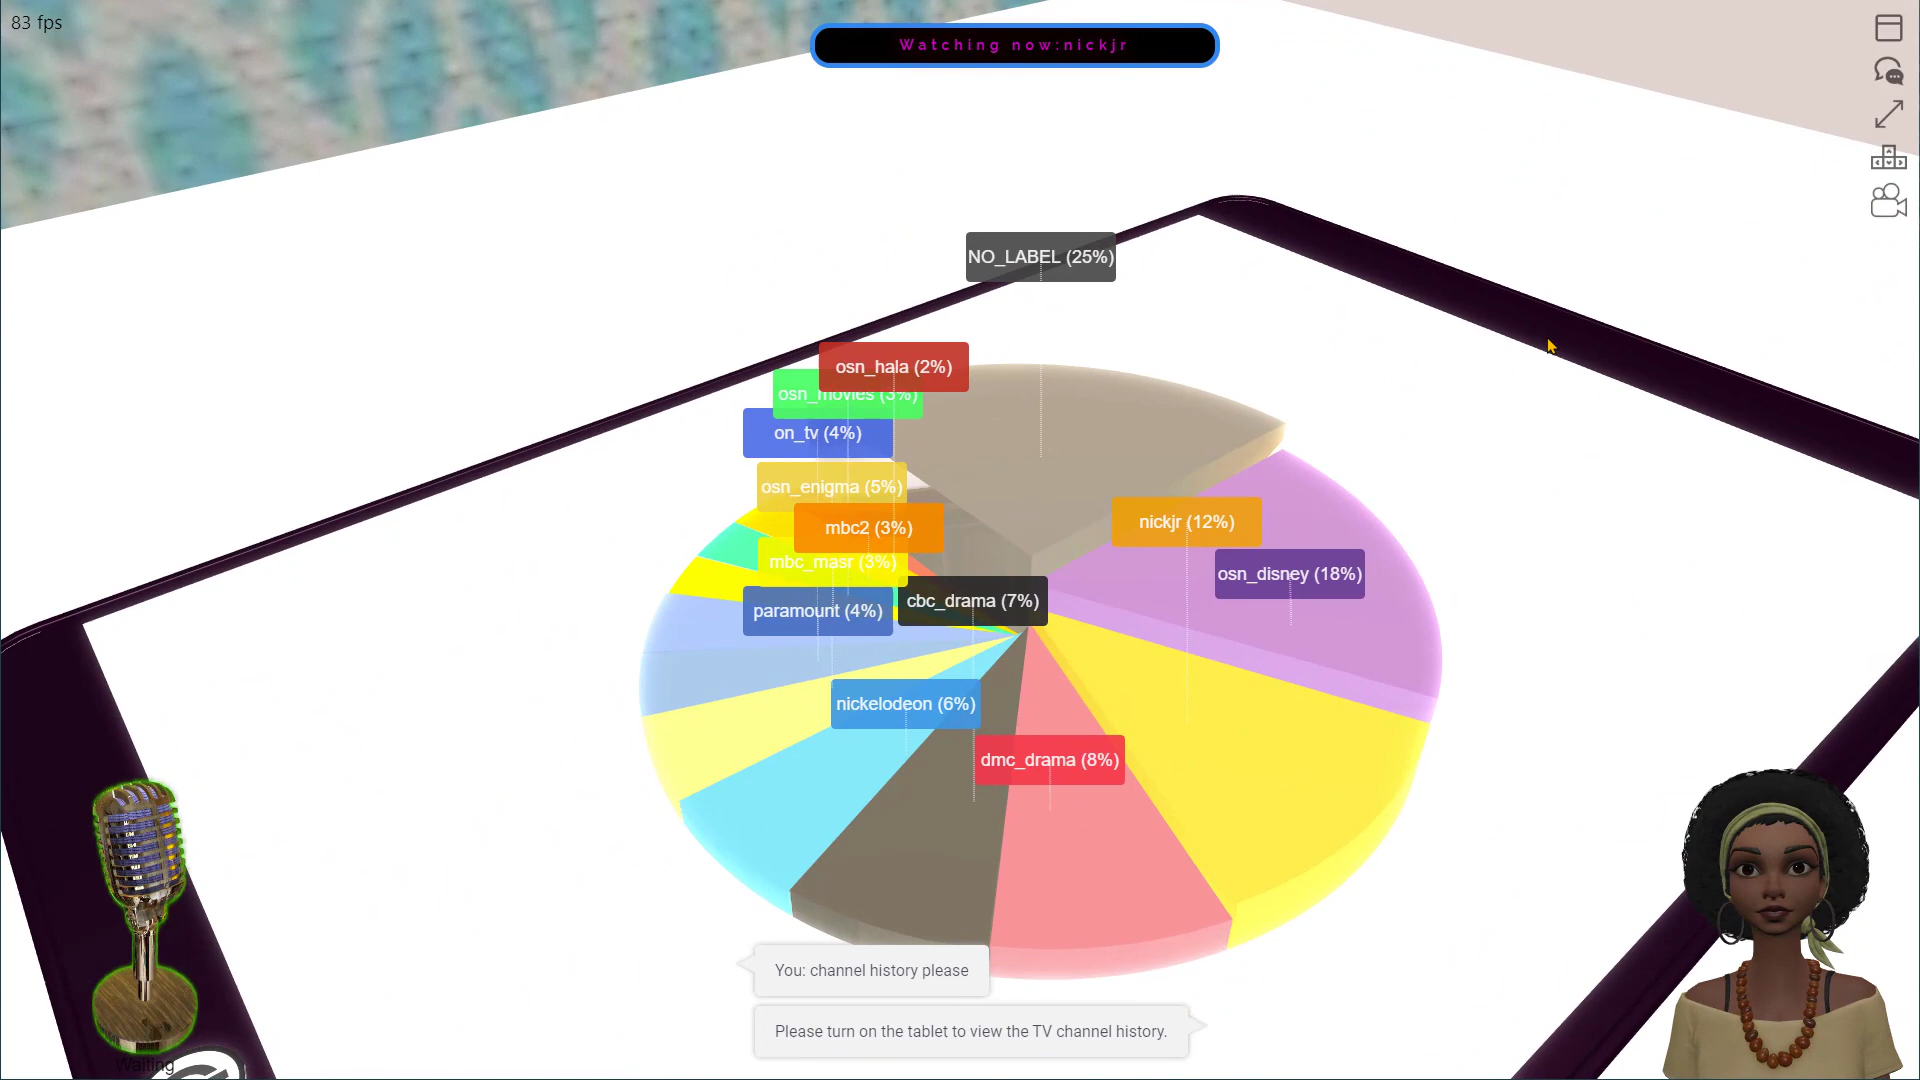 83 fps
Watching now:nickjr
NO_LABEL (25%)
osn_hala (2%)
osn_movies (3%)
on_tv (4%)
osn_enigma (5%)
mbc2 (3%)
nickjr (12%)
mbc_masr (3%)
osn_disney (18%)
cbc_drama (7%)
paramount (4%)
nickelodeon (6%)
dmc_drama (8%)
You: channel history please
Please turn on the tablet to view the TV channel history.
Waiting